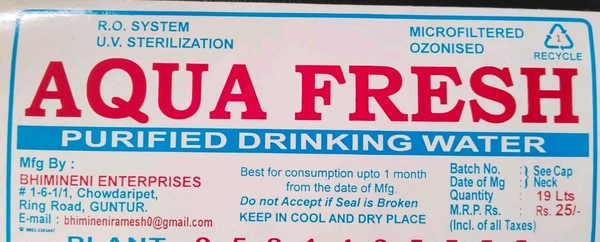 R.O. SYSTEM
U.V. STERILIZATION
MICROFILTERED
OZONISED
1
RECYCLE
AQUA FRESH
PURIFIED DRINKING WATER
Mfg By :
BHIMINENI ENTERPRISES
# 1-6-1/1, Chowdaripet,
Ring Road, GUNTUR.
E-mail : bhimineniramesh0@gmail.com
Best for consumption upto 1 month
from the date of Mfg.
Do not Accept if Seal is Broken
KEEP IN COOL AND DRY PLACE
Batch No. : } See Cap
Date of Mfg : } Neck
Quantity : 19 Lts
M.R.P. Rs. : Rs. 25/-
(Incl. of all Taxes)